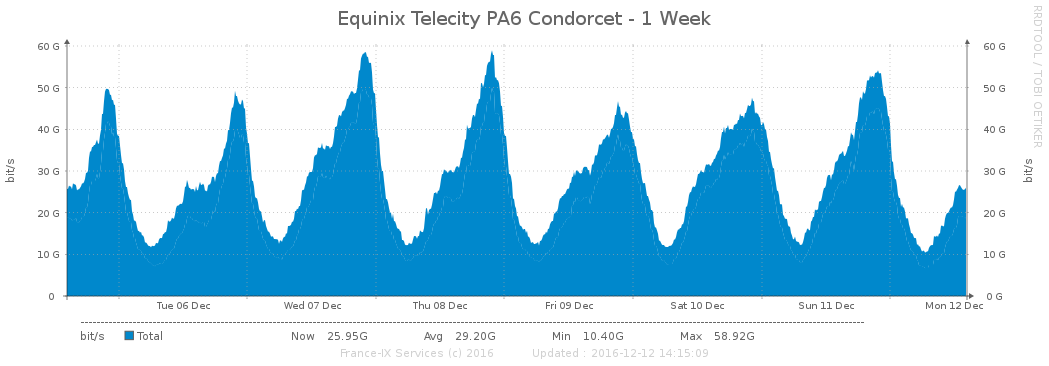 Equinix Telecity PA6 Condorcet - 1 Week
RRDTOOL / TOBI OETIKER
bit/s
60 G
50 G
40 G
30 G
20 G
10 G
0
60 G
50 G
40 G
30 G
20 G
10 G
0 G
bit/s
Tue 06 Dec Wed 07 Dec Thu 08 Dec Fri 09 Dec Sat 10 Dec Sun 11 Dec Mon 12 Dec
bit/s Total Now 25.95G Avg 29.20G Min 10.40G Max 58.92G
France-IX Services (c) 2016 Updated : 2016-12-12 14:15:09